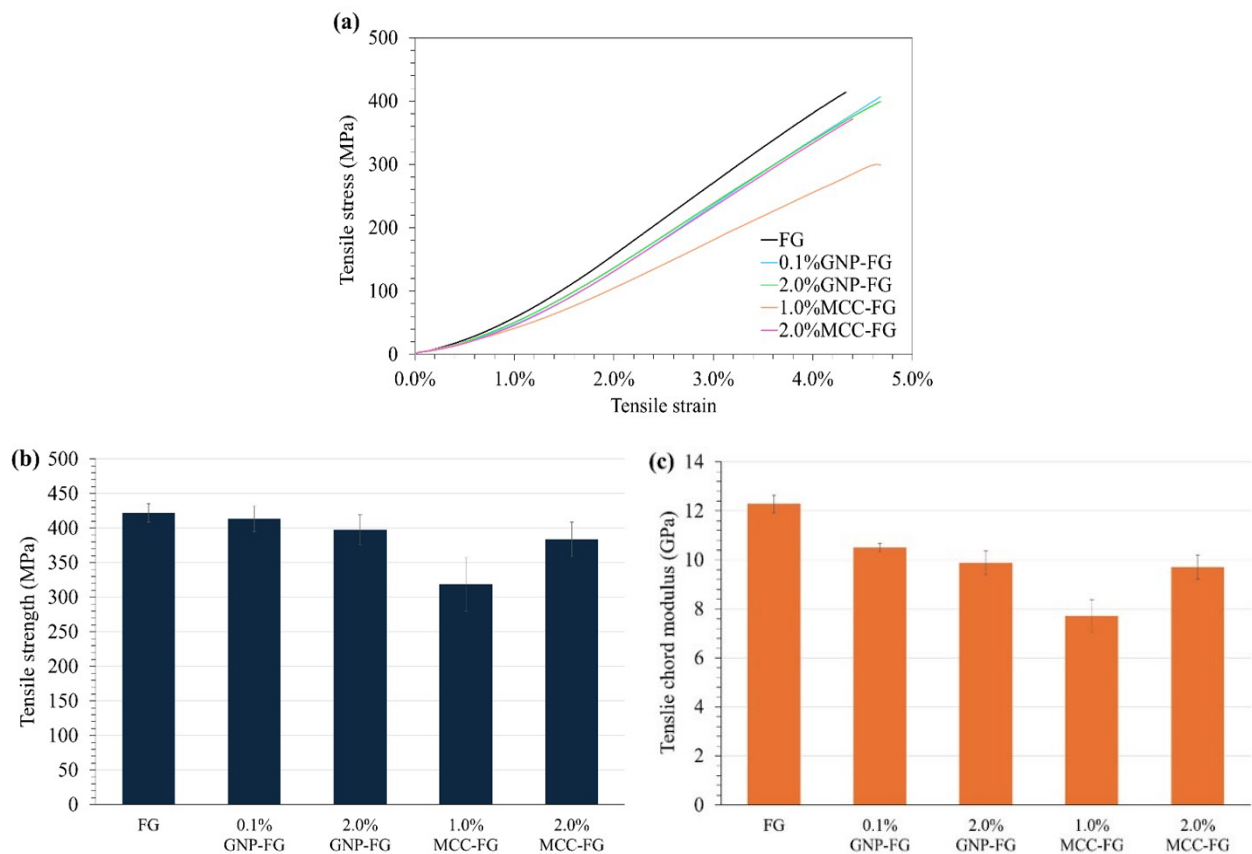 (a)
500
400
300
200
100
0
Tensile stress (MPa)
FG
0.1%GNP-FG
2.0%GNP-FG
1.0%MCC-FG
2.0%MCC-FG
0.0% 1.0% 2.0% 3.0% 4.0% 5.0%
Tensile strain
(b)
500
450
400
350
300
250
200
150
100
50
0
Tensile strength (MPa)
FG 0.1% 2.0% 1.0% 2.0%
GNP-FG GNP-FG MCC-FG MCC-FG
(c)
14
12
10
8
6
4
2
0
Tenslie chord modulus (GPa)
FG 0.1% 2.0% 1.0% 2.0%
GNP-FG GNP-FG MCC-FG MCC-FG